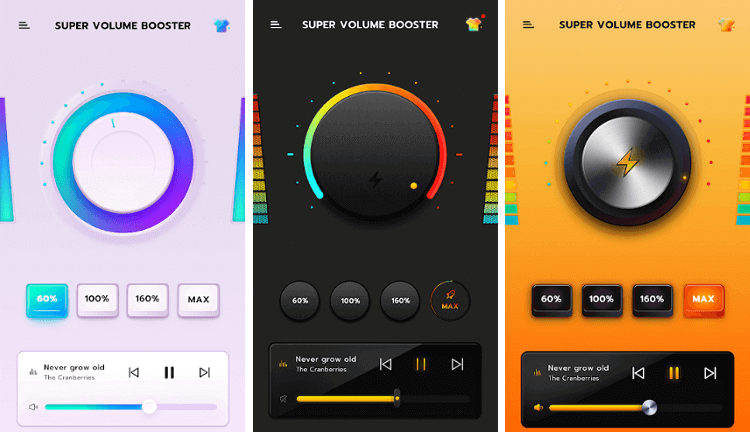 SUPER VOLUME BOOSTER
60%
100%
160%
MAX
Never grow old
The Cranberries
SUPER VOLUME BOOSTER
60%
100%
160%
MAX
Never grow old
The Cranberries
SUPER VOLUME BOOSTER
60%
100%
160%
MAX
Never grow old
The Cranberries